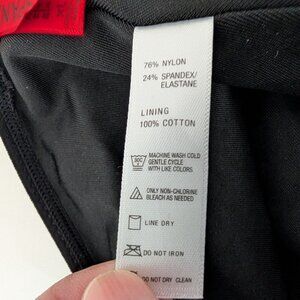 76% NYLON
24% SPANDEX/
ELASTANE
LINING
100% COTTON
MACHINE WASH COLD
GENTLE CYCLE
WITH LIKE COLORS
ONLY NON-CHLORINE
BLEACH AS NEEDED
LINE DRY
DO NOT IRON
DO NOT DRY CLEAN